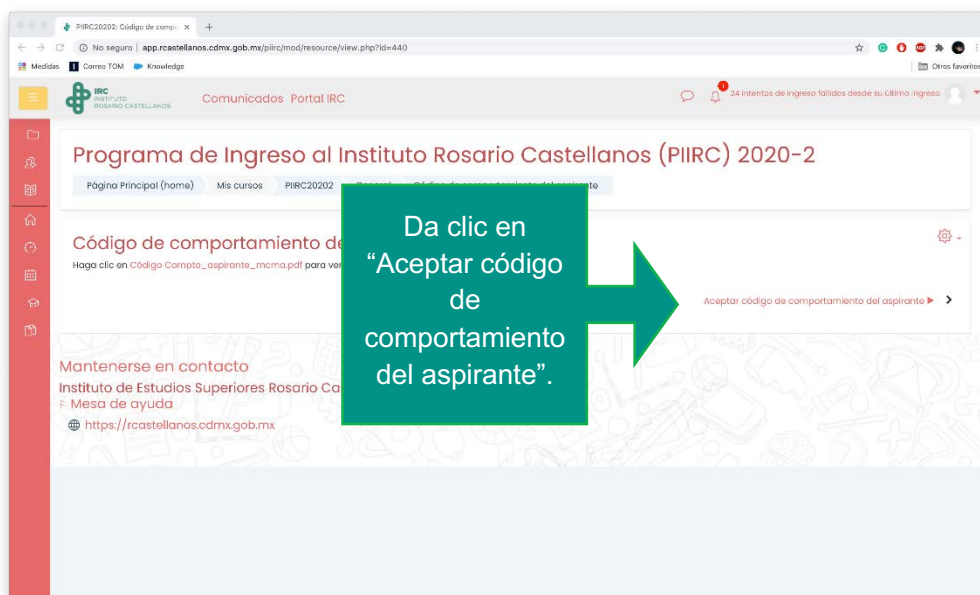 PIIRC20202: Código de compo
No seguro | app.rcastellanos.cdmx.gob.mx/piirc/mod/resource/view.php?id=440
Medidas Correo TOM Knowledge Otros favoritos
IRC
INSTITUTO
ROSARIO CASTELLANOS
Comunicados Portal IRC
1
24 intentos de ingreso fallidos desde su último ingreso
Programa de Ingreso al Instituto Rosario Castellanos (PIIRC) 2020-2
Página Principal (home) Mis cursos PIIRC20202
Código de comportamiento de
Haga clic en Código Compto_aspirante_mcma.pdf para ver
Da clic en
“Aceptar código
de
comportamiento
del aspirante”.
Aceptar código de comportamiento del aspirante
Mantenerse en contacto
Instituto de Estudios Superiores Rosario Ca
Mesa de ayuda
https://rcastellanos.cdmx.gob.mx